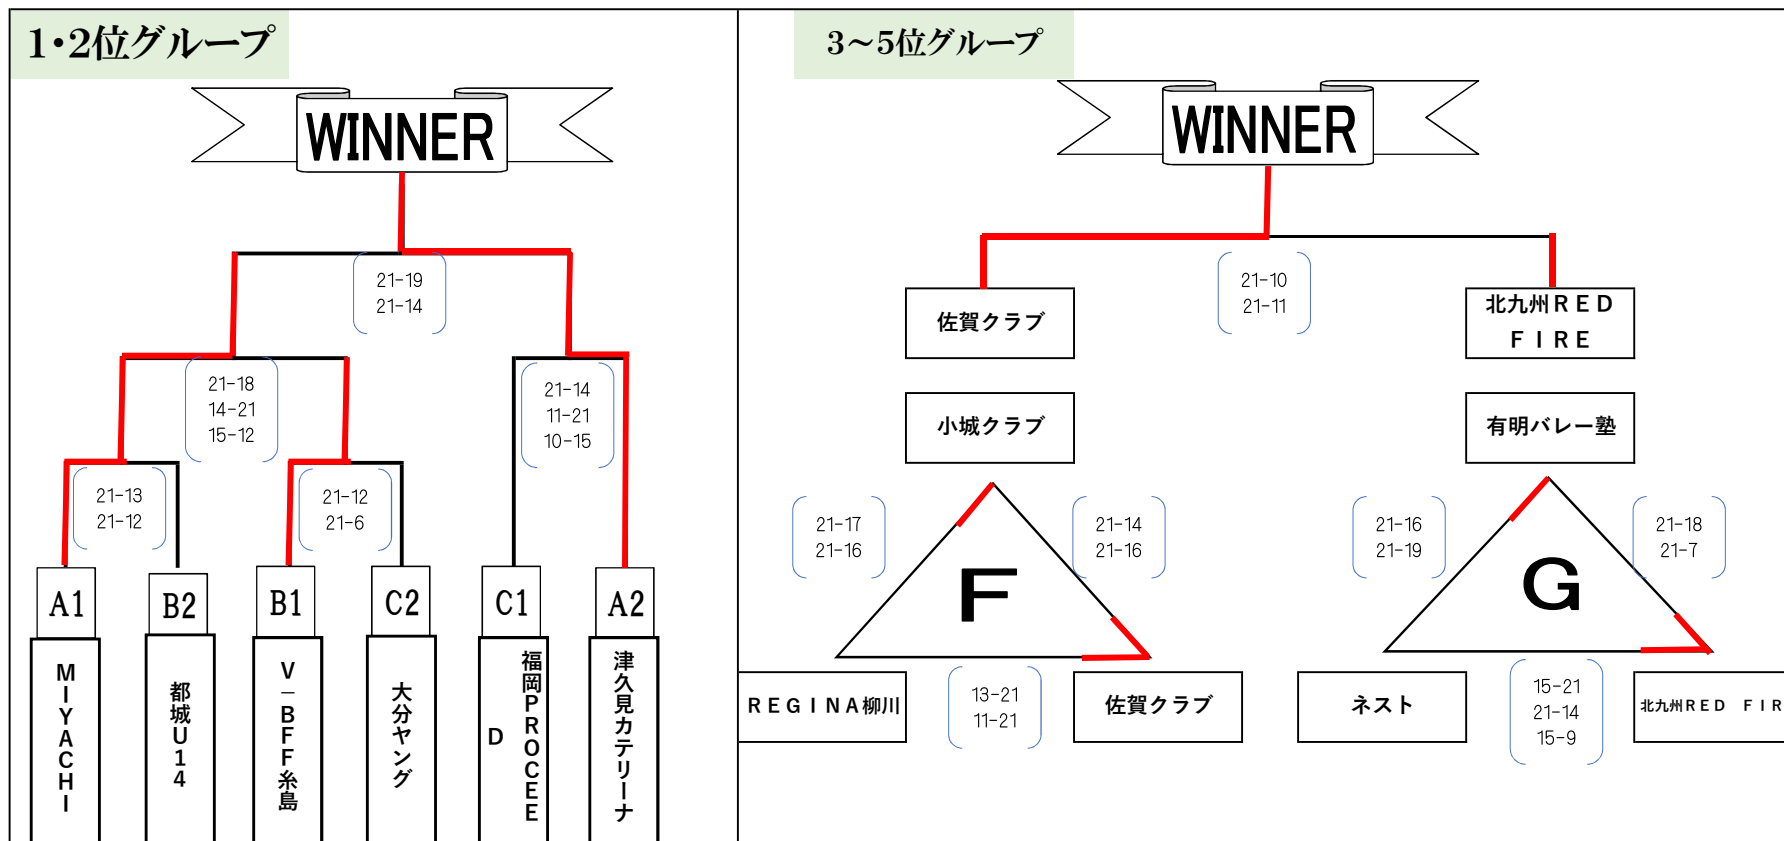 1・2位グループ
WINNER
21-19
21-14
21-18
14-21
15-12
21-14
11-21
10-15
21-13
21-12
21-12
21-6
A1
B2
B1
C2
C1
A2
MIYACHI
都城U14
V－BFF糸島
大分ヤング
福岡PROCEE
D
津久見カテリーナ
3～5位グループ
WINNER
21-10
21-11
佐賀クラブ
北九州ＲＥＤ
ＦＩＲＥ
小城クラブ
有明バレー塾
21-17
21-16
21-14
21-16
F
21-16
21-19
21-18
21-7
G
ＲＥＧＩＮＡ柳川
13-21
11-21
佐賀クラブ
ネスト
15-21
21-14
15-9
北九州ＲＥＤ　ＦＩＲ